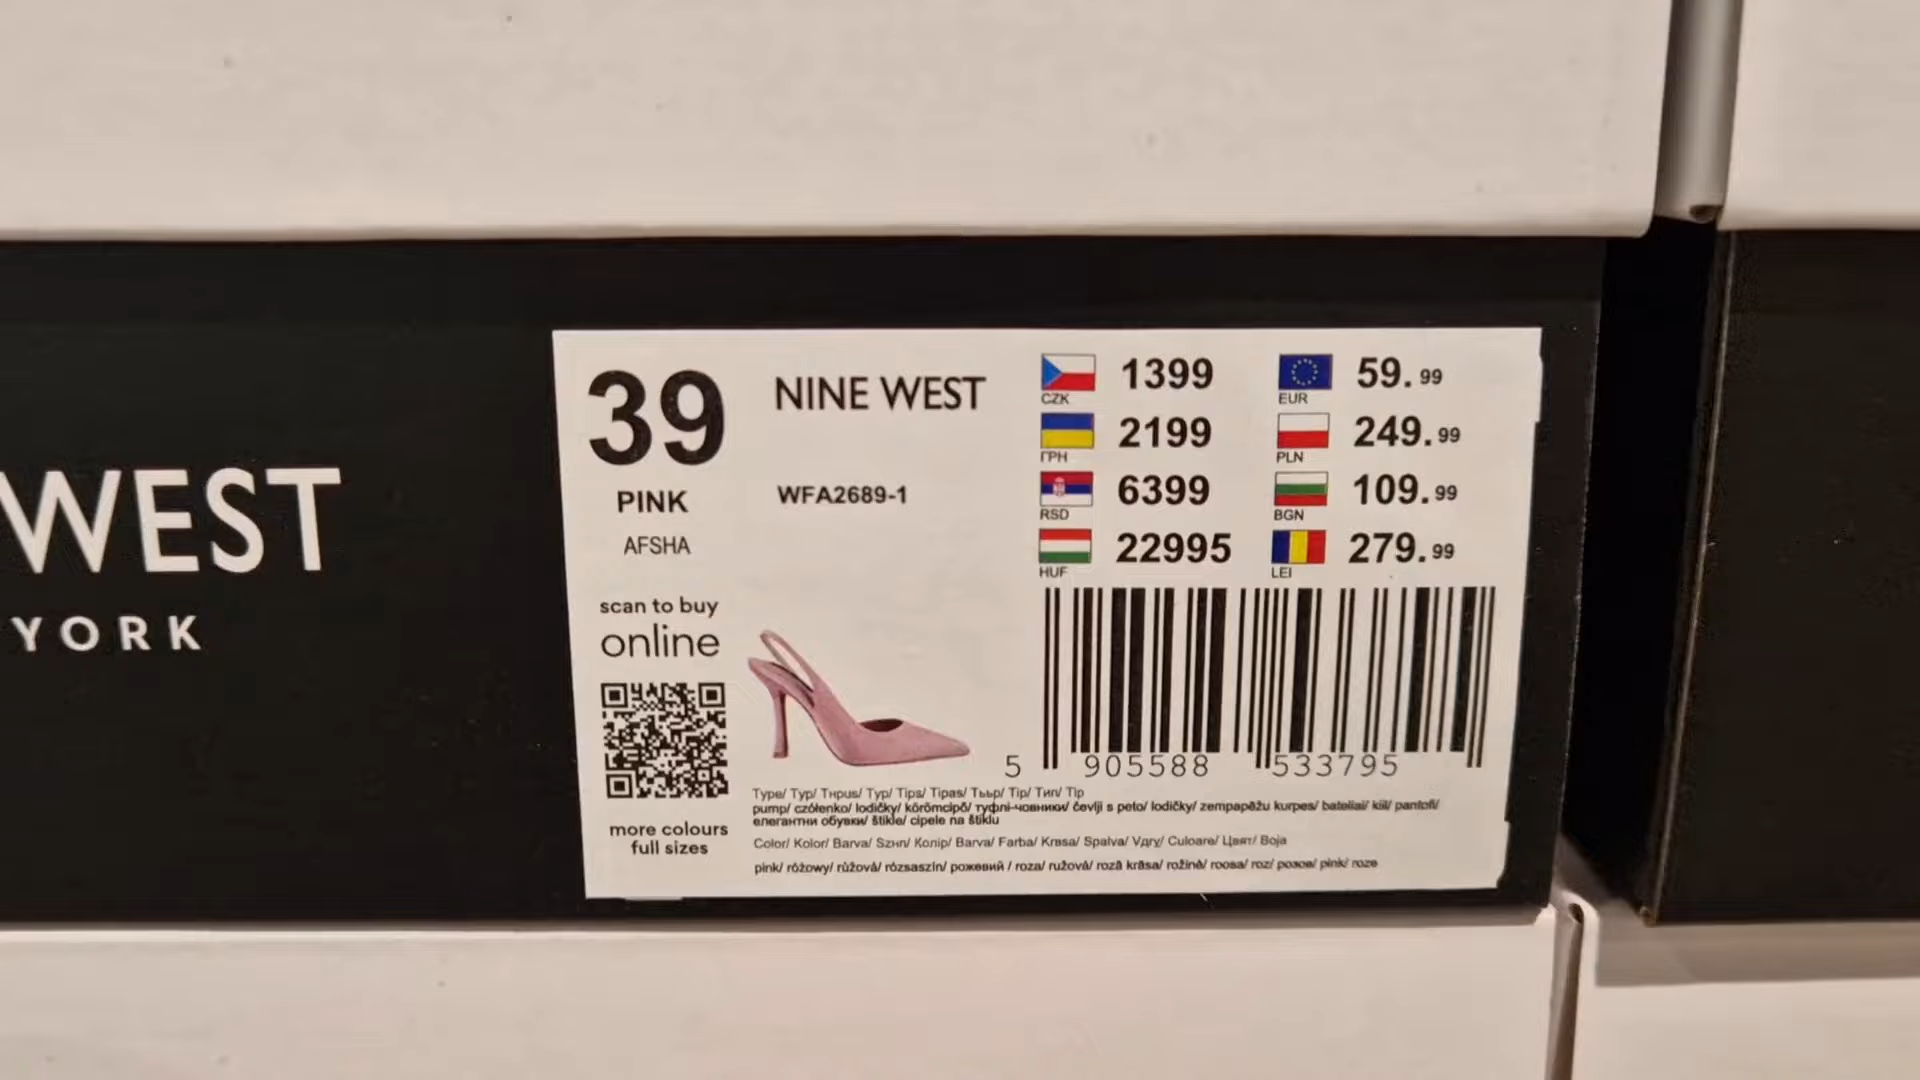 WEST
YORK
39
PINK
AFSHA
NINE WEST
WFA2689-1
CZK 1399
EUR 59.99
ГРН 2199
PLN 249.99
RSD 6399
BGN 109.99
HUF 22995
LEI 279.99
scan to buy
online
more colours
full sizes
5 905588 533795
Type/ Typ/ Tнpus/ Typ/ Tips/ Tipas/ Тьър/ Tip/ Тип/ Tip
pump/ czółenko/ lodičky/ körömcipő/ туфлі-човники/ čevlji s peto/ lodičky/ zempapēžu kurpes/ bateliai/ kiil/ pantofi/
елегантни обувки/ štikle/ cipele na štiklu
Color/ Kolor/ Barva/ Szнn/ Колір/ Barva/ Farba/ Krвsa/ Spalva/ Vдгy/ Culoare/ Цвят/ Boja
pink/ różowy/ růžová/ rózsaszín/ рожевий / roza/ ružová/ rozā krāsa/ rožinė/ roosa/ roz/ розов/ pink/ roze